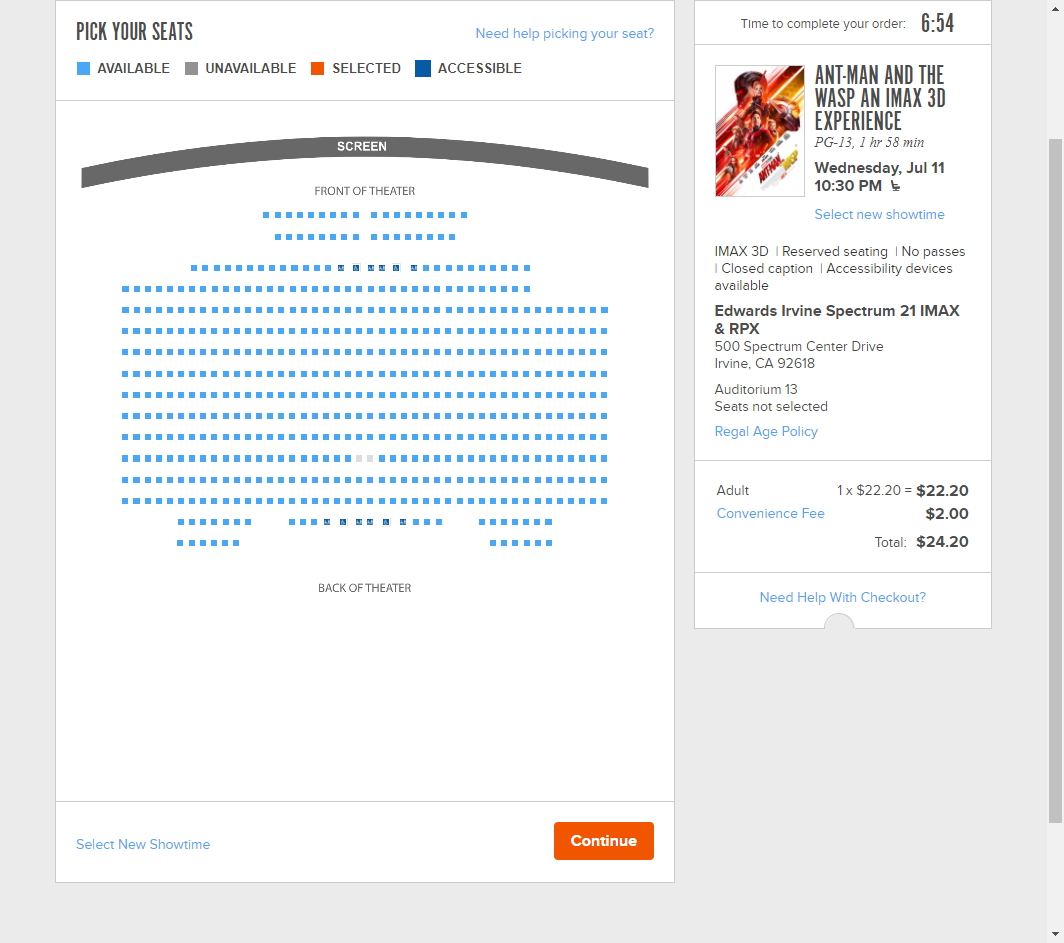 PICK YOUR SEATS
Need help picking your seat?
AVAILABLE UNAVAILABLE SELECTED ACCESSIBLE
SCREEN
FRONT OF THEATER
BACK OF THEATER
Select New Showtime
Continue
Time to complete your order: 6:54
ANT-MAN AND THE
WASP AN IMAX 3D
EXPERIENCE
PG-13, 1 hr 58 min
Wednesday, Jul 11
10:30 PM
Select new showtime
IMAX 3D | Reserved seating | No passes
| Closed caption | Accessibility devices
available
Edwards Irvine Spectrum 21 IMAX
& RPX
500 Spectrum Center Drive
Irvine, CA 92618
Auditorium 13
Seats not selected
Regal Age Policy
Adult 1 x $22.20 = $22.20
Convenience Fee $2.00
Total: $24.20
Need Help With Checkout?